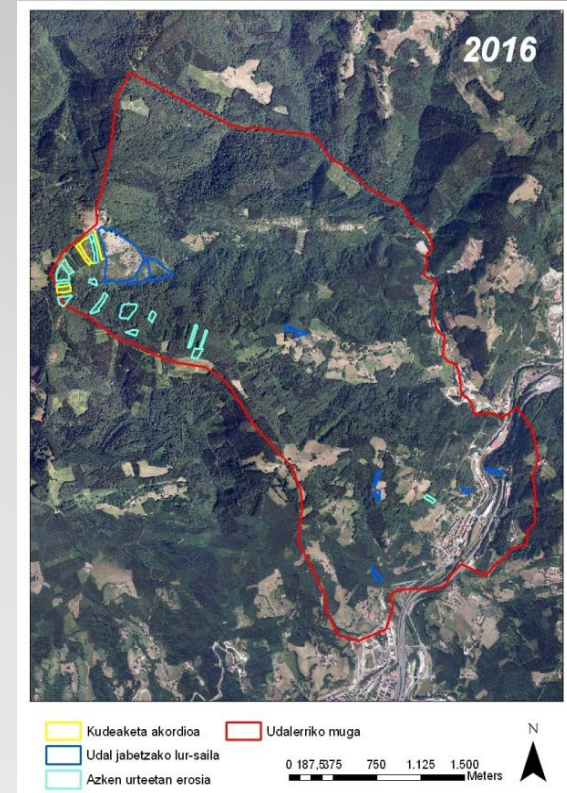 2016
Kudeaketa akordioa
Udalerriko muga
Udal jabetzako lur-saila
Azken urteetan erosia
0 187,5375 750 1.125 1.500
Meters
N